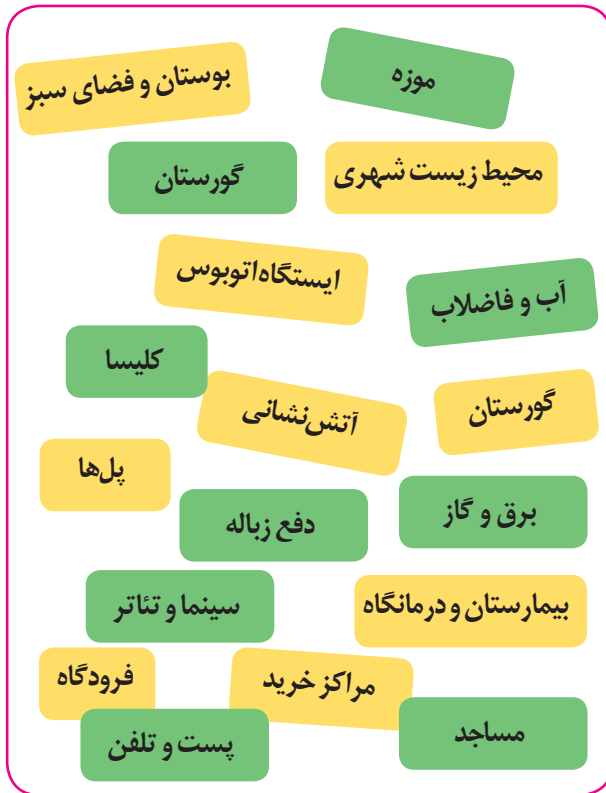 موزه
بوستان و فضای سبز
محیط زیست شهری
گورستان
ایستگاه اتوبوس
آب و فاضلاب
کلیسا
گورستان
آتش‌نشانی
پل‌ها
برق و گاز
دفع زباله
بیمارستان و درمانگاه
سینما و تئاتر
فرودگاه
مراکز خرید
مساجد
پست و تلفن